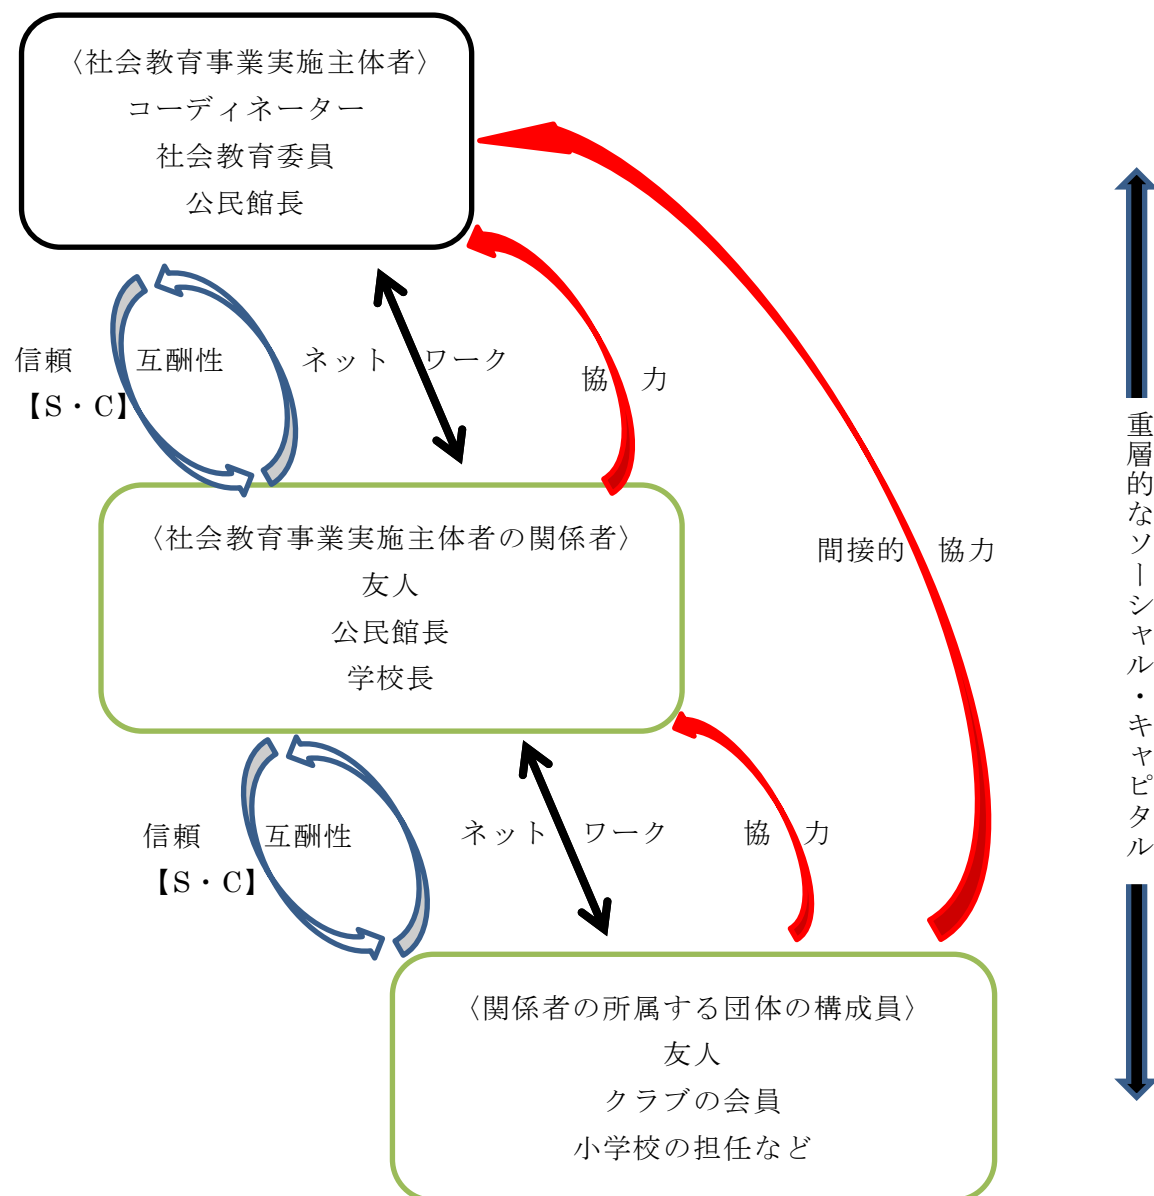 〈社会教育事業実施主体者〉
コーディネーター
社会教育委員
公民館長
信頼 互酬性 ネットワーク 協力
【S・C】
〈社会教育事業実施主体者の関係者〉
友人
公民館長
学校長
間接的 協力
信頼 互酬性 ネットワーク 協力
【S・C】
〈関係者の所属する団体の構成員〉
友人
クラブの会員
小学校の担任など
重層的なソーシャル・キャピタル